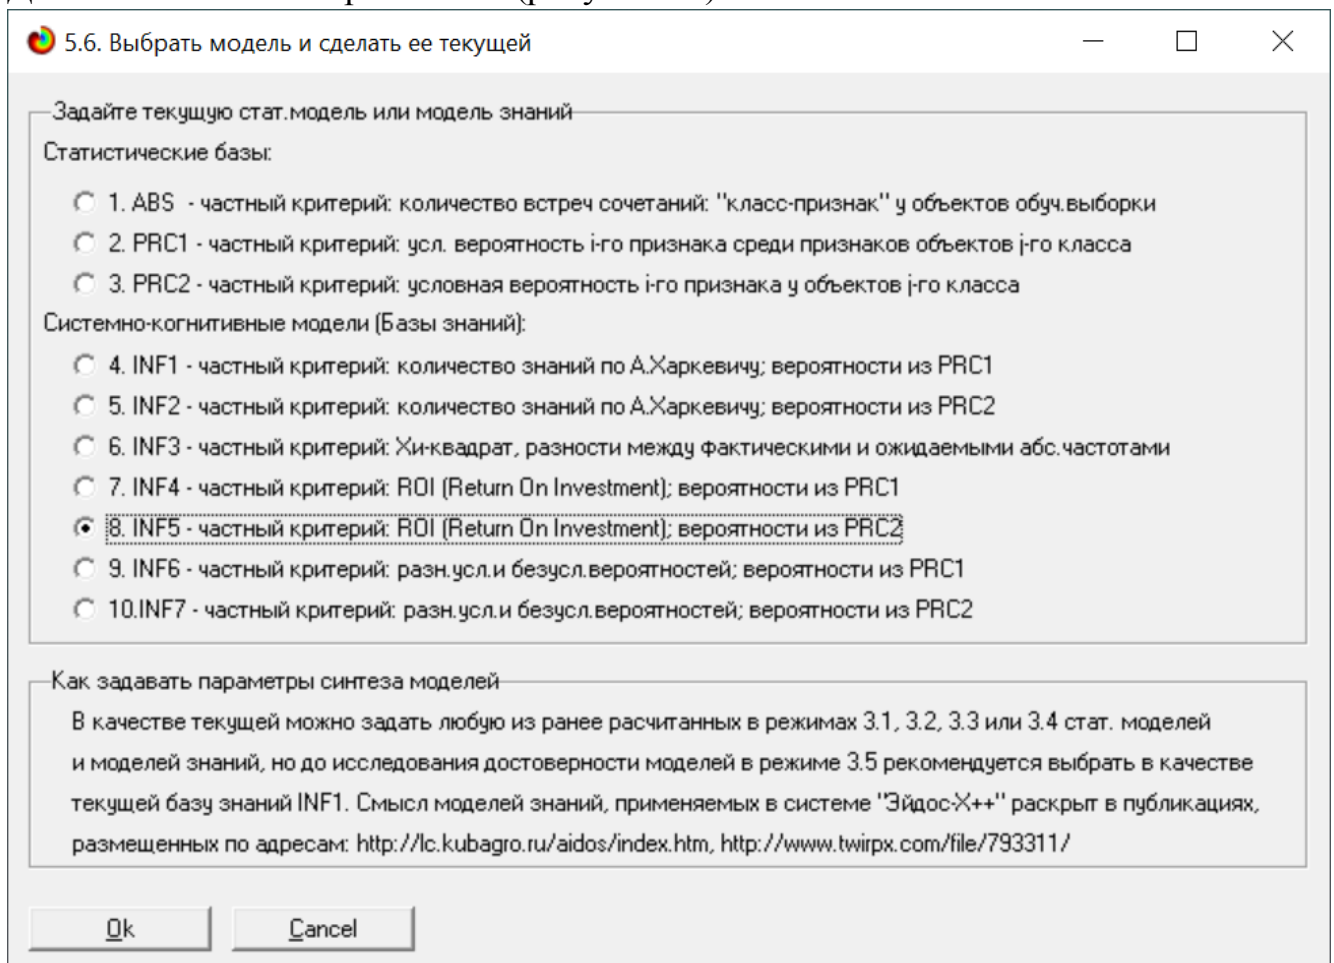 5.6. Выбрать модель и сделать ее текущей
Задайте текущую стат.модель или модель знаний
Статистические базы:
1. ABS - частный критерий: количество встреч сочетаний: "класс-признак" у объектов обуч.выборки
2. PRC1 - частный критерий: усл. вероятность i-го признака среди признаков объектов j-го класса
3. PRC2 - частный критерий: условная вероятность i-го признака у объектов j-го класса
Системно-когнитивные модели (Базы знаний):
4. INF1 - частный критерий: количество знаний по А.Харкевичу; вероятности из PRC1
5. INF2 - частный критерий: количество знаний по А.Харкевичу; вероятности из PRC2
6. INF3 - частный критерий: Хи-квадрат, разности между фактическими и ожидаемыми абс.частотами
7. INF4 - частный критерий: ROI (Return On Investment); вероятности из PRC1
8. INF5 - частный критерий: ROI (Return On Investment); вероятности из PRC2
9. INF6 - частный критерий: разн.усл.и безусл.вероятностей; вероятности из PRC1
10.INF7 - частный критерий: разн.усл.и безусл.вероятностей; вероятности из PRC2
Как задавать параметры синтеза моделей
В качестве текущей можно задать любую из ранее расчитанных в режимах 3.1, 3.2, 3.3 или 3.4 стат. моделей
и моделей знаний, но до исследования достоверности моделей в режиме 3.5 рекомендуется выбрать в качестве
текущей базу знаний INF1. Смысл моделей знаний, применяемых в системе "Эйдос-Х++" раскрыт в публикациях,
размещенных по адресам: http://lc.kubagro.ru/aidos/index.htm, http://www.twirpx.com/file/793311/
Ok
Cancel